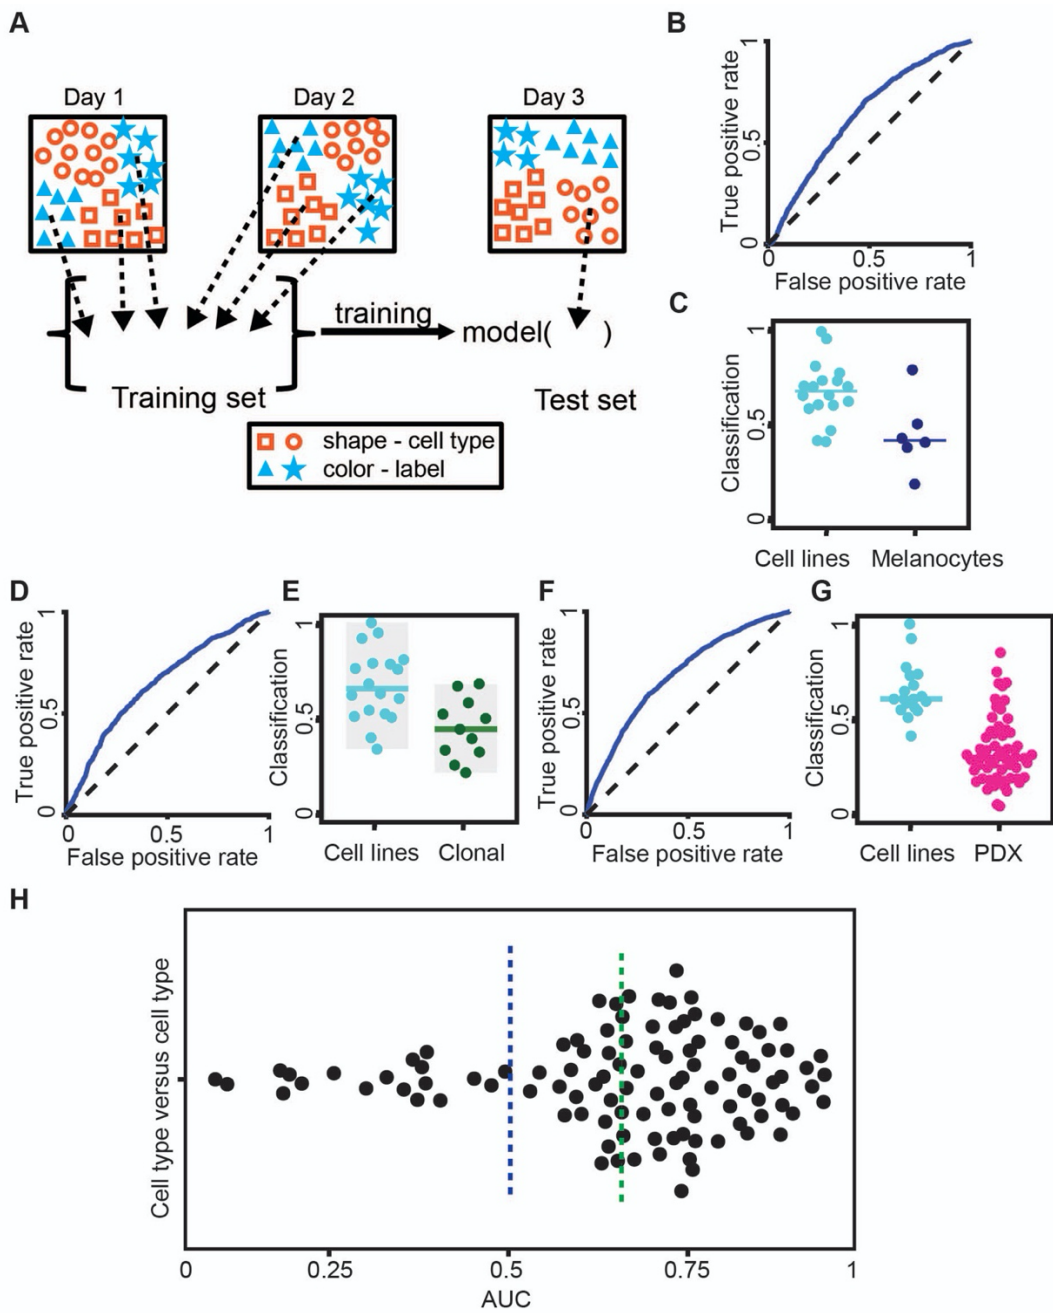 A
Day 1
Day 2
Day 3
training
model( )
Training set
Test set
shape - cell type
color - label
B
True positive rate
0
0.5
1
0
0.5
1
False positive rate
C
Classification
0
0.5
1
Cell lines
Melanocytes
D
True positive rate
0
0.5
1
0
0.5
1
False positive rate
E
Classification
0
0.5
1
Cell lines
Clonal
F
True positive rate
0
0.5
1
0
0.5
1
False positive rate
G
Classification
0
0.5
1
Cell lines
PDX
H
Cell type versus cell type
0
0.25
0.5
0.75
1
AUC